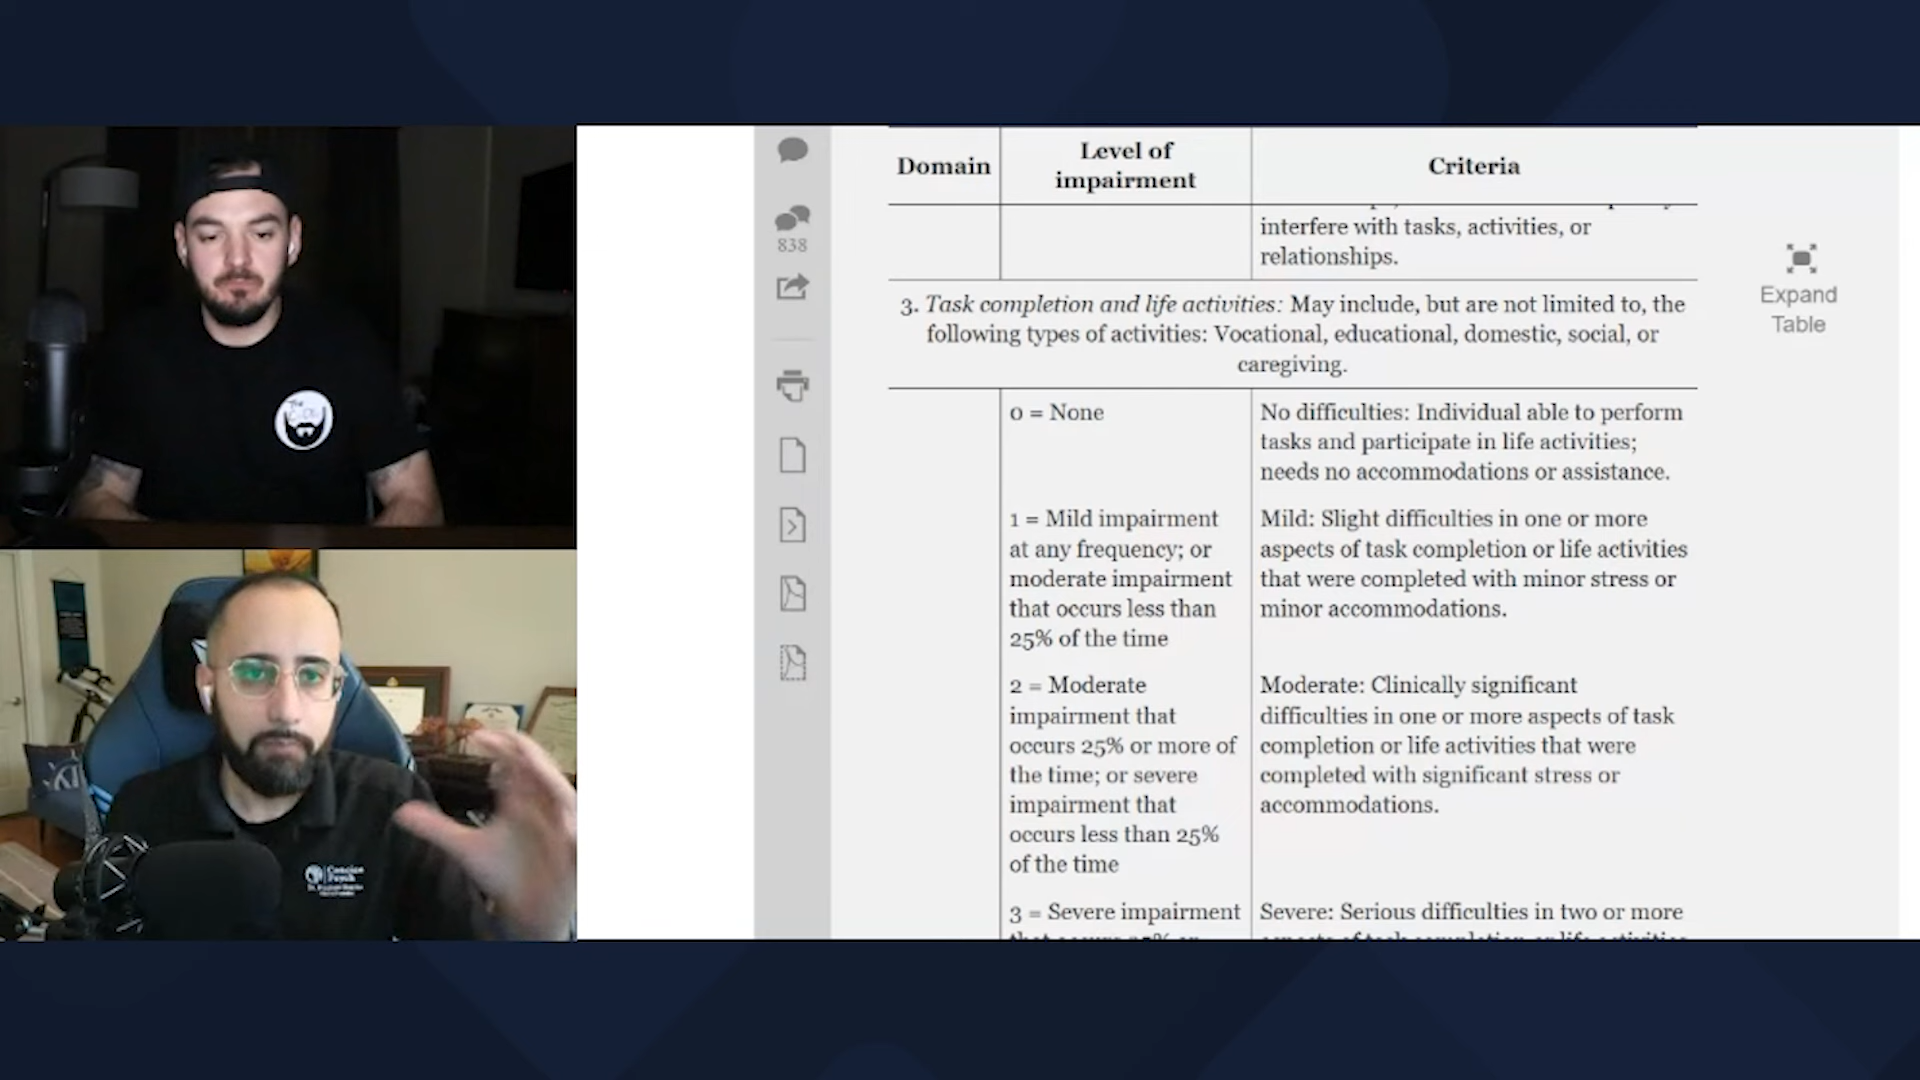 Domain
Level of
impairment
Criteria
interfere with tasks, activities, or
relationships.
3. Task completion and life activities: May include, but are not limited to, the
following types of activities: Vocational, educational, domestic, social, or
caregiving.
0 = None
No difficulties: Individual able to perform
tasks and participate in life activities;
needs no accommodations or assistance.
1 = Mild impairment
at any frequency; or
moderate impairment
that occurs less than
25% of the time
Mild: Slight difficulties in one or more
aspects of task completion or life activities
that were completed with minor stress or
minor accommodations.
2 = Moderate
impairment that
occurs 25% or more of
the time; or severe
impairment that
occurs less than 25%
of the time
Moderate: Clinically significant
difficulties in one or more aspects of task
completion or life activities that were
completed with significant stress or
accommodations.
3 = Severe impairment
Severe: Serious difficulties in two or more
838
Expand
Table
The